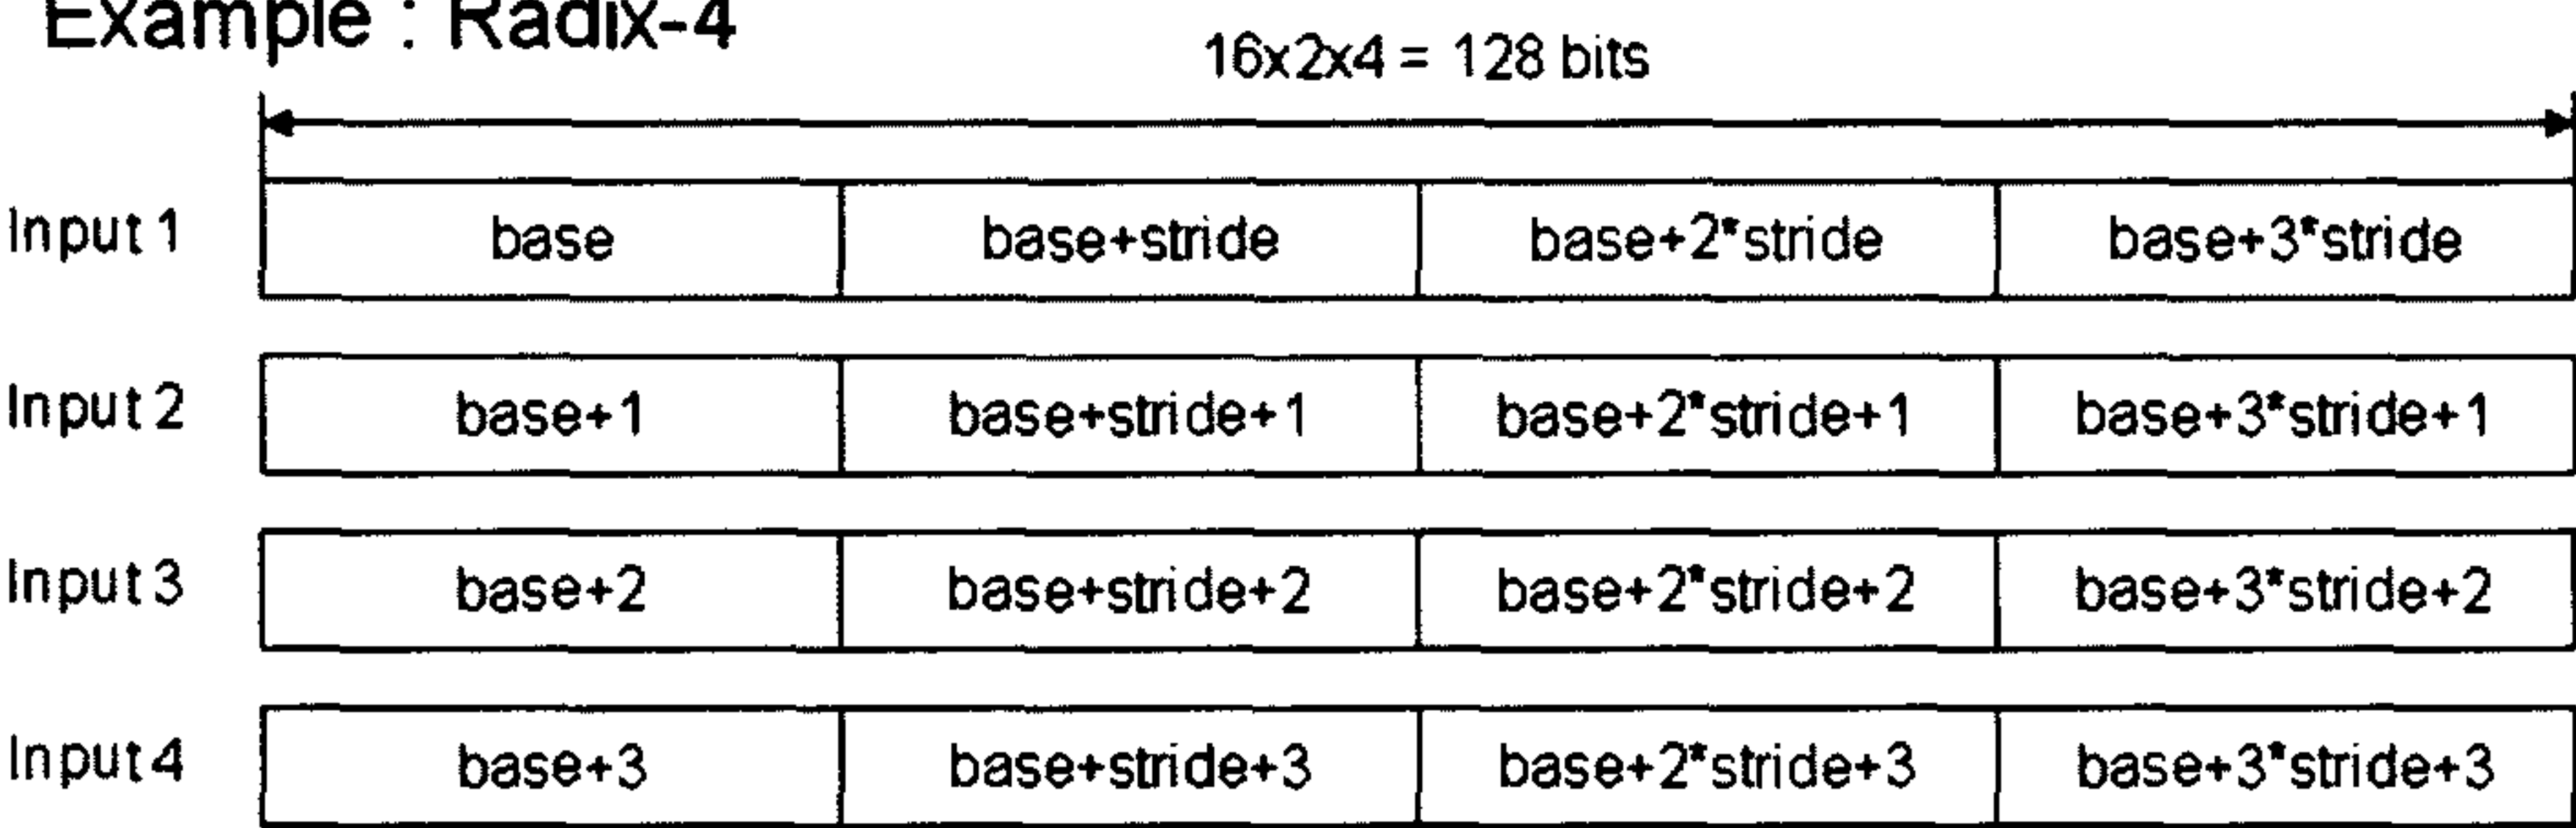 Example : Radix-4
16x2x4 = 128 bits
Input 1 base base+stride base+2*stride base+3*stride
Input 2 base+1 base+stride+1 base+2*stride+1 base+3*stride+1
Input 3 base+2 base+stride+2 base+2*stride+2 base+3*stride+2
Input 4 base+3 base+stride+3 base+2*stride+3 base+3*stride+3